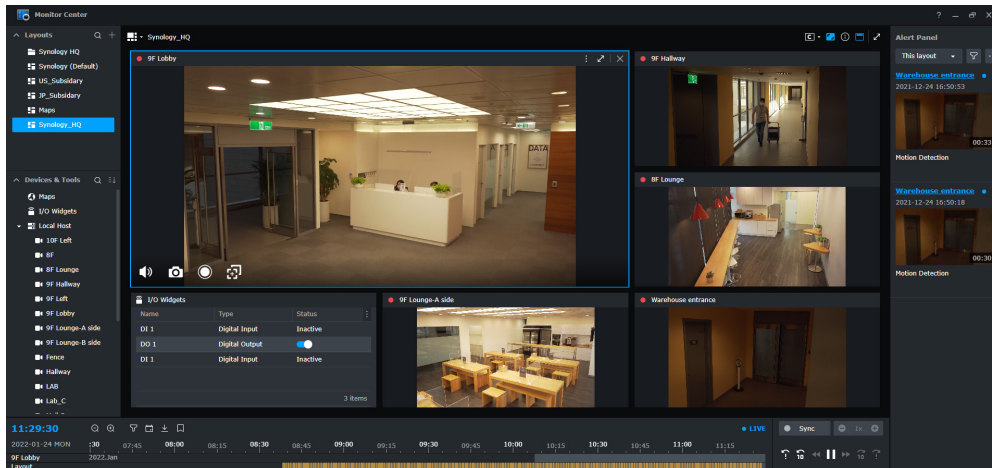 Monitor Center
Layouts
Synology HQ
Synology (Default)
US_Subsidary
JP_Subsidary
Maps
Synology_HQ
Devices & Tools
Maps
I/O Widgets
Local Host
10F Left
8F
8F Lounge
9F Hallway
9F Left
9F Lobby
9F Lounge-A side
9F Lounge-B side
Fence
Hallway
LAB
Lab_C
Synology_HQ
9F Lobby
DATA
9F Hallway
8F Lounge
I/O Widgets
Name Type Status
DI 1 Digital Input Inactive
DO 1 Digital Output
DI 1 Digital Input Inactive
3 items
9F Lounge-A side
Warehouse entrance
Alert Panel
This layout
Warehouse entrance
2021-12-24 16:50:53
00:33
Motion Detection
Warehouse entrance
2021-12-24 16:50:18
00:30
Motion Detection
11:29:30
LIVE
Sync
1x
2022-01-24 MON
:30 07:45 08:00 08:15 08:30 08:45 09:00 09:15 09:30 09:45 10:00 10:15 10:30 10:45 11:00 11:15
9F Lobby
2022.Jan
Layout
10
10